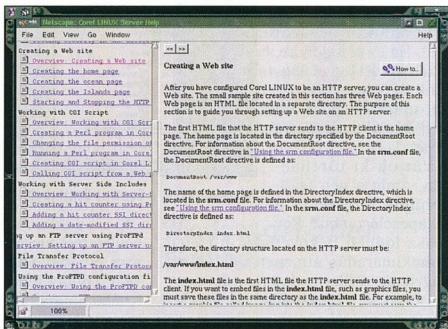 Netscape: Corel LINUX Server Help
File Edit View Go Window Help
Creating a Web site
Overview: Creating a Web site
Creating the home page
Creating the ocean page
Creating the Islands page
Starting and Stopping the HTTP
Working with CGI Script
Overview: Working with CGI Scr
Creating a Perl program in Cor
Changing the file permission of
Running a Perl program in Core
Creating CGI script in Corel L
Calling CGI script from a Web p
Working with Server Side Includes
Overview: Working with Server-S
Creating a hit counter using Pe
Adding a hit counter SSI direct
Adding a date-modified SSI dire
ng up an FTP server using ProFTPd
erview: Setting up an FTP server us
File Transfer Protocol
Overview: File Transfer Protoc
Using the ProFTPD configuration fi
Overview: Using the ProFTPD con
<< >>
Creating a Web site
How to...
After you have configured Corel LINUX to be an HTTP server, you can create a
Web site. The small sample site created in this section has three Web pages. Each
Web page is an HTML file located in a separate directory. The purpose of this section
is to guide you through setting up a Web site on an HTTP server.
The first HTML file that the HTTP server sends to the HTTP client is the home
page. The home page is located in the directory specified by the DocumentRoot
directive. For information about the DocumentRoot directive, see the
DocumentRoot directive in "Using the srm configuration file." In the srm.conf file,
the DocumentRoot directive is defined as:
DocumentRoot /var/www
The name of the home page is defined in the DirectoryIndex directive, which is
located in the srm.conf file. For information about the DirectoryIndex directive,
see "Using the srm configuration file." In the srm.conf file, the DirectoryIndex
directive is defined as:
DirectoryIndex index.html
Therefore, the directory structure located on the HTTP server must be:
/var/www/index.html
The index.html file is the first HTML file the HTTP server sends to the HTTP
client. If you want to embed files in the index.html file, such as graphics files, you
must save these files in the same directory as the index.html file. For example, to
100%